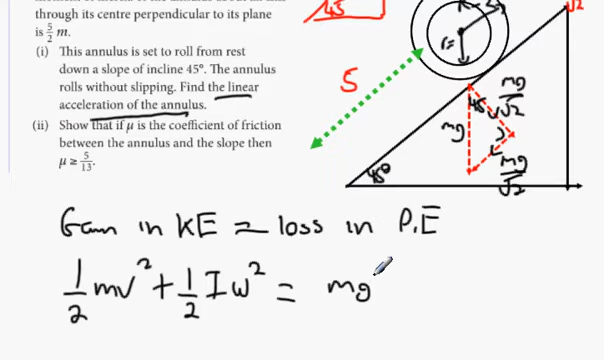 through its centre perpendicular to its plane
is 5/2 m.
(i) This annulus is set to roll from rest
down a slope of incline 45°. The annulus
rolls without slipping. Find the linear
acceleration of the annulus.
(ii) Show that if μ is the coefficient of friction
between the annulus and the slope then
μ ≥ 5/13.
45
√2
S
r=
45
mg/√2
mg
mg/√2
45°
Gain in KE = loss in P.E
1/2 mv² + 1/2 Iω² = mg